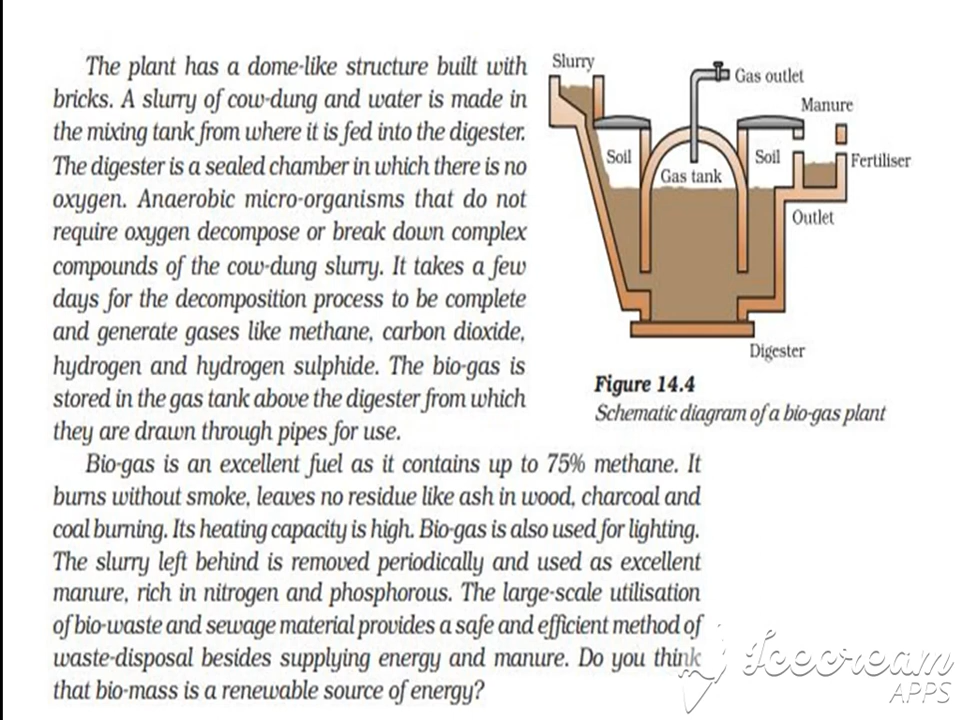 The plant has a dome-like structure built with
bricks. A slurry of cow-dung and water is made in
the mixing tank from where it is fed into the digester.
The digester is a sealed chamber in which there is no
oxygen. Anaerobic micro-organisms that do not
require oxygen decompose or break down complex
compounds of the cow-dung slurry. It takes a few
days for the decomposition process to be complete
and generate gases like methane, carbon dioxide,
hydrogen and hydrogen sulphide. The bio-gas is
stored in the gas tank above the digester from which
they are drawn through pipes for use.
Slurry
Gas outlet
Manure
Soil
Gas tank
Soil
Fertiliser
Outlet
Digester
Figure 14.4
Schematic diagram of a bio-gas plant
Bio-gas is an excellent fuel as it contains up to 75% methane. It
burns without smoke, leaves no residue like ash in wood, charcoal and
coal burning. Its heating capacity is high. Bio-gas is also used for lighting.
The slurry left behind is removed periodically and used as excellent
manure, rich in nitrogen and phosphorous. The large-scale utilisation
of bio-waste and sewage material provides a safe and efficient method of
waste-disposal besides supplying energy and manure. Do you think
that bio-mass is a renewable source of energy?
Icecream
APPS